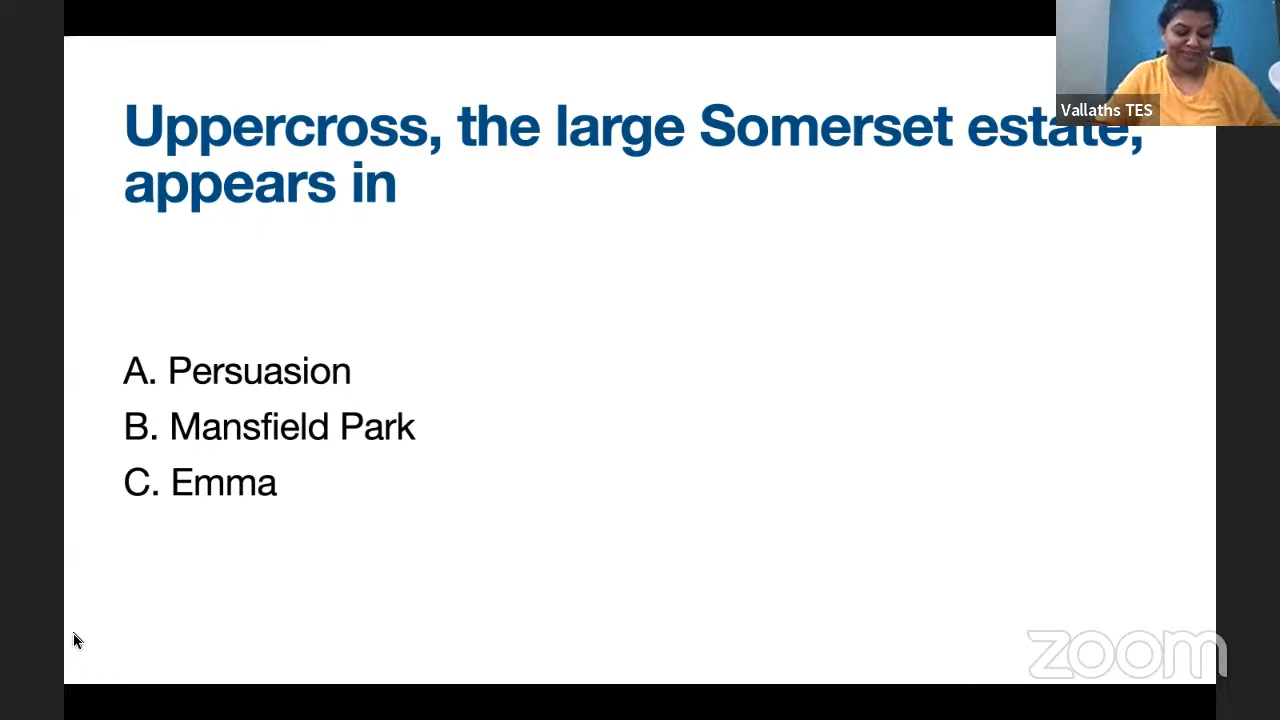 Vallaths TES
Uppercross, the large Somerset estate,
appears in
A. Persuasion
B. Mansfield Park
C. Emma
zoom